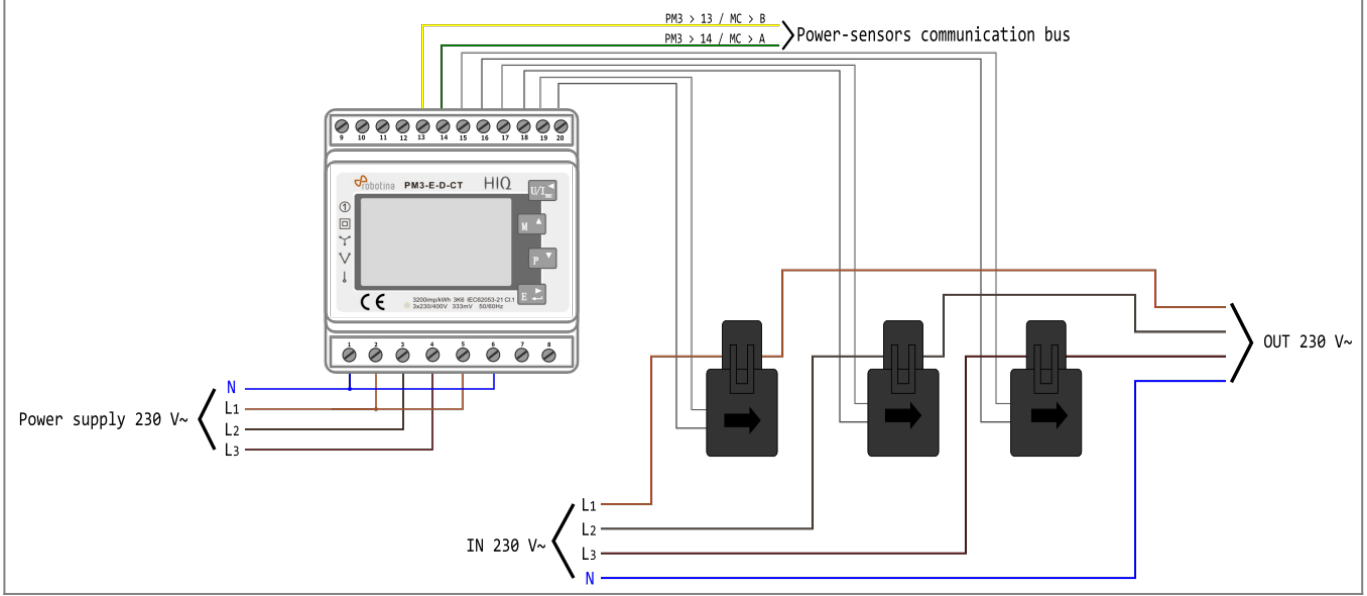 PM3 > 13 / MC > B
PM3 > 14 / MC > A
Power-sensors communication bus
9 10 11 12 13 14 15 16 17 18 19 20
robotina PM3-E-D-CT HIQ
U/I
M
P
E
CE 3200imp/kWh 3K6 IEC62053-21 Cl.1
3x230/400V 333mV 50/60Hz
1 2 3 4 5 6 7 8
Power supply 230 V~
N
L1
L2
L3
OUT 230 V~
IN 230 V~
L1
L2
L3
N